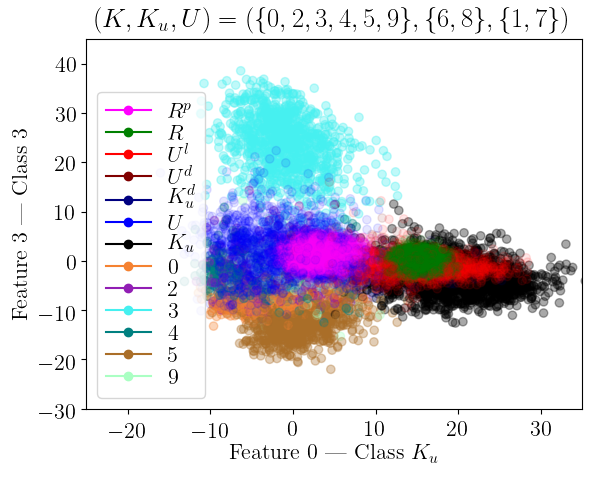 (K, K_u, U) = ({0, 2, 3, 4, 5, 9}, {6, 8}, {1, 7})
Feature 3 — Class 3
40
30
20
10
0
−10
−20
−30
R^p
R
U^l
U^d
K_u^d
U
K_u
0
2
3
4
5
9
−20
−10
0
10
20
30
Feature 0 — Class K_u